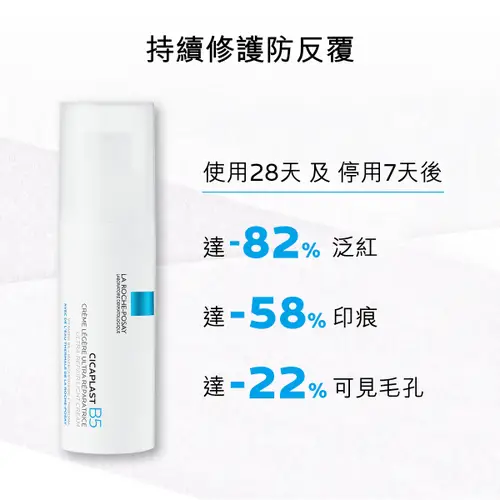 持續修護防反覆
使用28天 及 停用7天後
達-82% 泛紅
達-58% 印痕
達-22% 可見毛孔
LA ROCHE-POSAY
LABORATOIRE DERMATOLOGIQUE
CICAPLAST B5
CRÈME LÉGÈRE ULTRA RÉPARATRICE